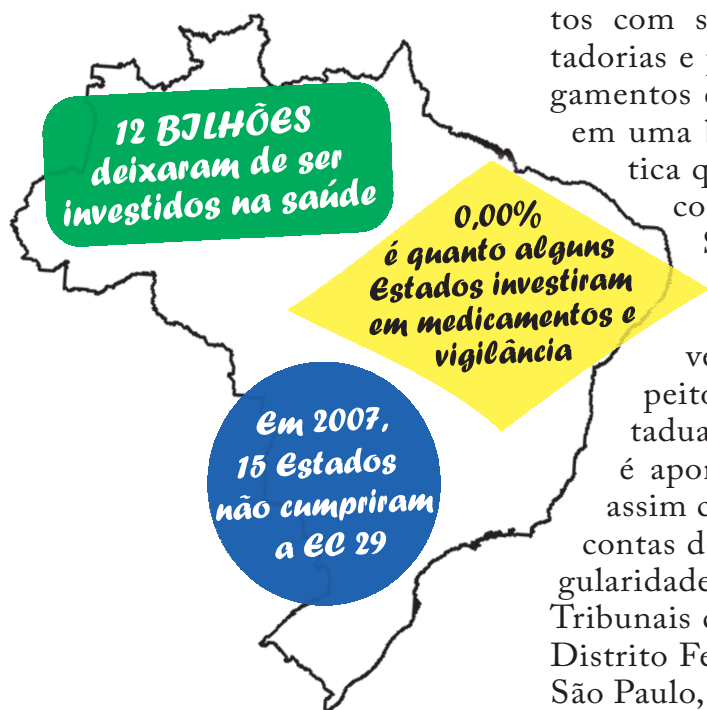 12 BILHÕES
deixaram de ser
investidos na saúde
0,00%
é quanto alguns
Estados investiram
em medicamentos e
vigilância
Em 2007,
15 Estados
não cumpriram
a EC 29
tos com s
tadorias e
gamentos
em uma
tica q
co
ve
peito
tadua
é apor
assim c
contas d
gularidade
Tribunais
Distrito Fe
São Paulo,